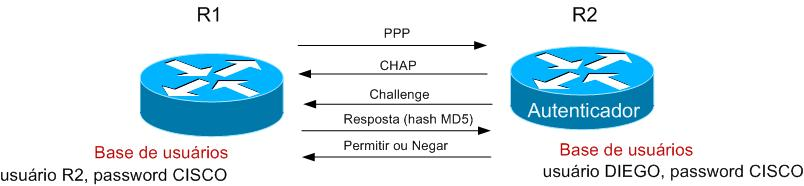 R1
R2
PPP
CHAP
Challenge
Resposta (hash MD5)
Permitir ou Negar
Autenticador
Base de usuários
usuário R2, password CISCO
Base de usuários
usuário DIEGO, password CISCO